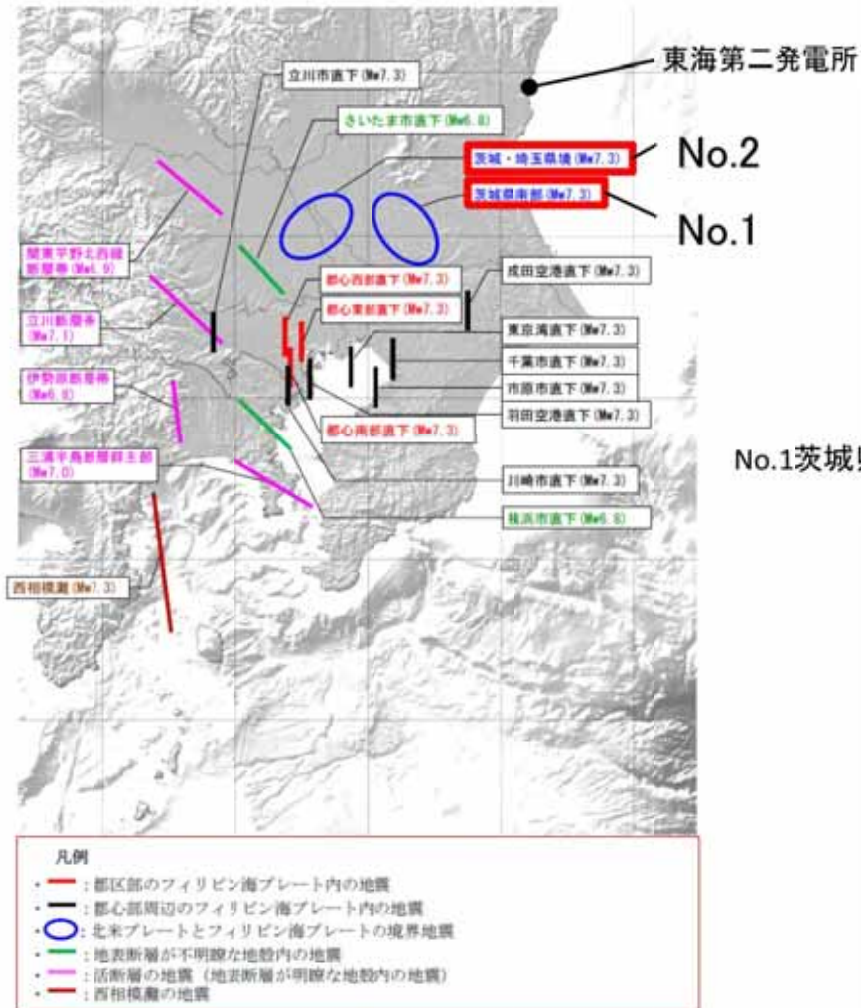 東海第二発電所
立川市直下(Mw7.3)
さいたま市直下(Mw6.8)
茨城・埼玉県境(Mw7.3)
No.2
茨城県南部(Mw7.3)
No.1
関東平野北西縁
断層帯(Mw6.9)
都心西部直下(Mw7.3)
成田空港直下(Mw7.3)
都心東部直下(Mw7.3)
立川断層帯
(Mw7.1)
東京湾直下(Mw7.3)
千葉市直下(Mw7.3)
伊勢原断層帯
(Mw6.8)
市原市直下(Mw7.3)
羽田空港直下(Mw7.3)
都心南部直下(Mw7.3)
三浦半島断層群主部
(Mw7.0)
No.1茨城
川崎市直下(Mw7.3)
横浜市直下(Mw6.8)
西相模灘(Mw7.3)
凡例
・ :都区部のフィリピン海プレート内の地震
・ :都心部周辺のフィリピン海プレート内の地震
・ :北米プレートとフィリピン海プレートの境界地震
・ :地表断層が不明瞭な地殻内の地震
・ :活断層の地震(地表断層が明瞭な地殻内の地震)
・ :西相模灘の地震